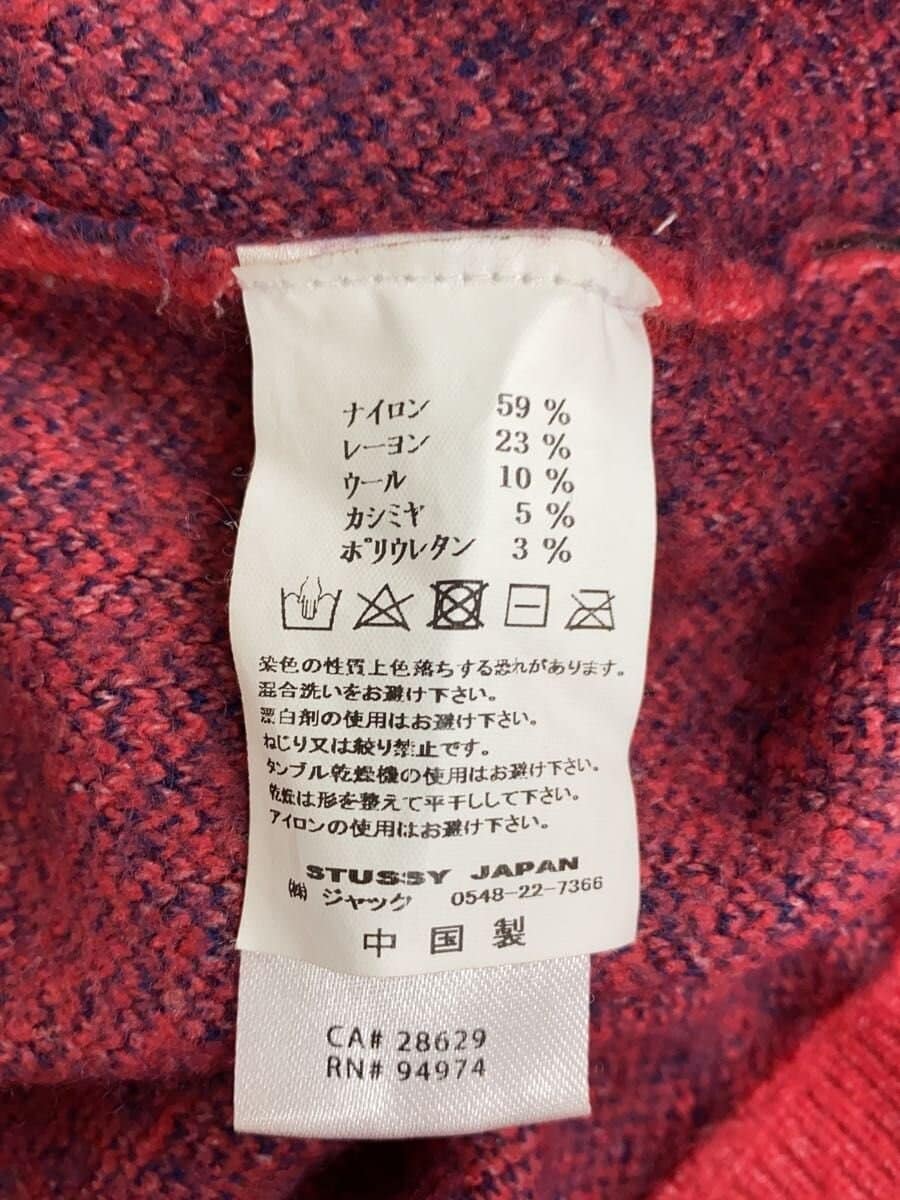 ナイロン 59 %
レーヨン 23 %
ウール 10 %
カシミヤ 5 %
ポリウレタン 3 %
染色の性質上色落ちする恐れがあります。
混合洗いをお避け下さい。
漂白剤の使用はお避け下さい。
ねじり又は絞り禁止です。
タンブル乾燥機の使用はお避け下さい。
乾燥は形を整えて平干しして下さい。
アイロンの使用はお避け下さい。
STUSSY JAPAN
㈱ ジャック 0548-22-7366
中国製
CA# 28629
RN# 94974